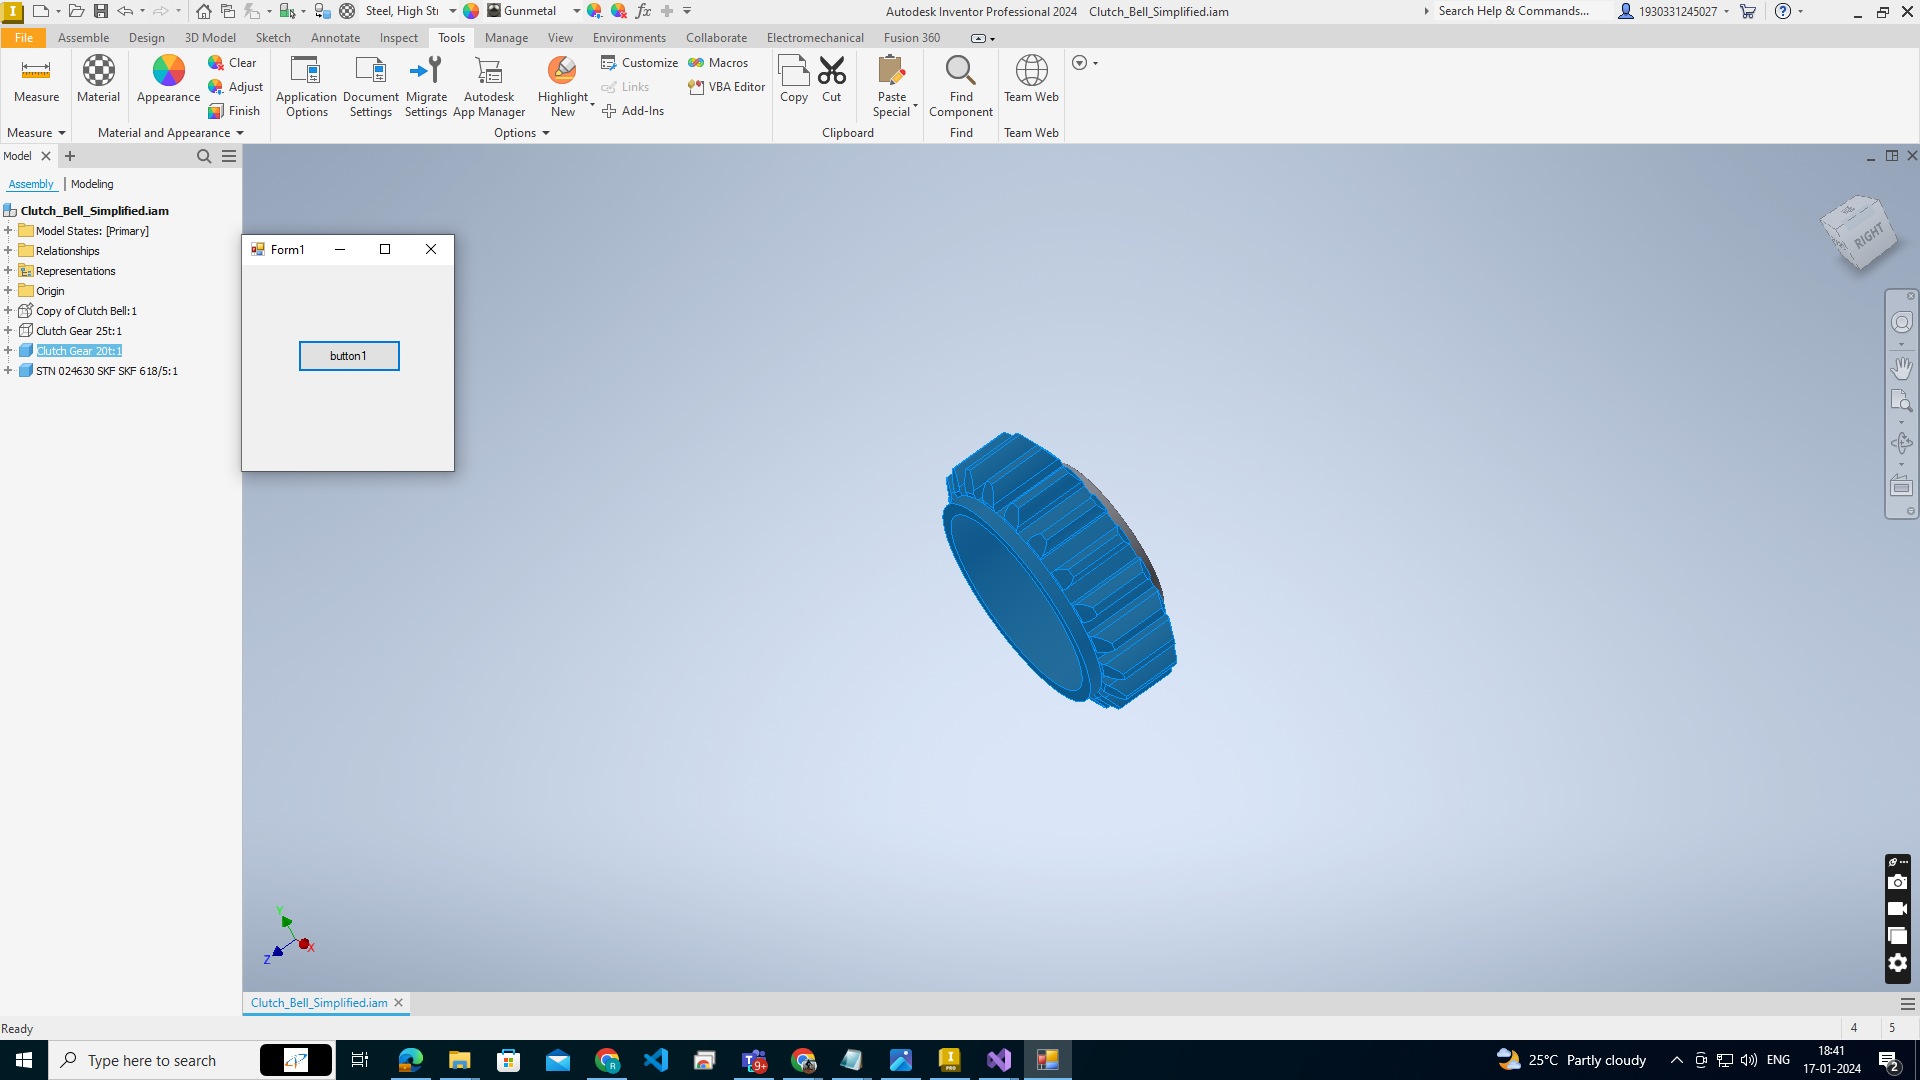 Steel, High Str
Gunmetal
Autodesk Inventor Professional 2024 Clutch_Bell_Simplified.iam
Search Help & Commands...
1930331245027
File Assemble Design 3D Model Sketch Annotate Inspect Tools Manage View Environments Collaborate Electromechanical Fusion 360
Measure
Material
Appearance
Clear
Adjust
Finish
Application Options
Document Settings
Migrate Settings
Autodesk App Manager
Highlight New
Customize
Links
Add-Ins
Macros
VBA Editor
Copy
Cut
Paste Special
Find Component
Team Web
Measure
Material and Appearance
Options
Clipboard
Find
Team Web
Model
Assembly Modeling
Clutch_Bell_Simplified.iam
Model States: [Primary]
Relationships
Representations
Origin
Copy of Clutch Bell:1
Clutch Gear 25t:1
Clutch Gear 20t:1
STN 024630 SKF SKF 618/5:1
Form1
button1
RIGHT
Y
X
Z
Clutch_Bell_Simplified.iam
Ready
4 5
Type here to search
PRO
9+
25°C Partly cloudy
ENG
18:41
17-01-2024
2